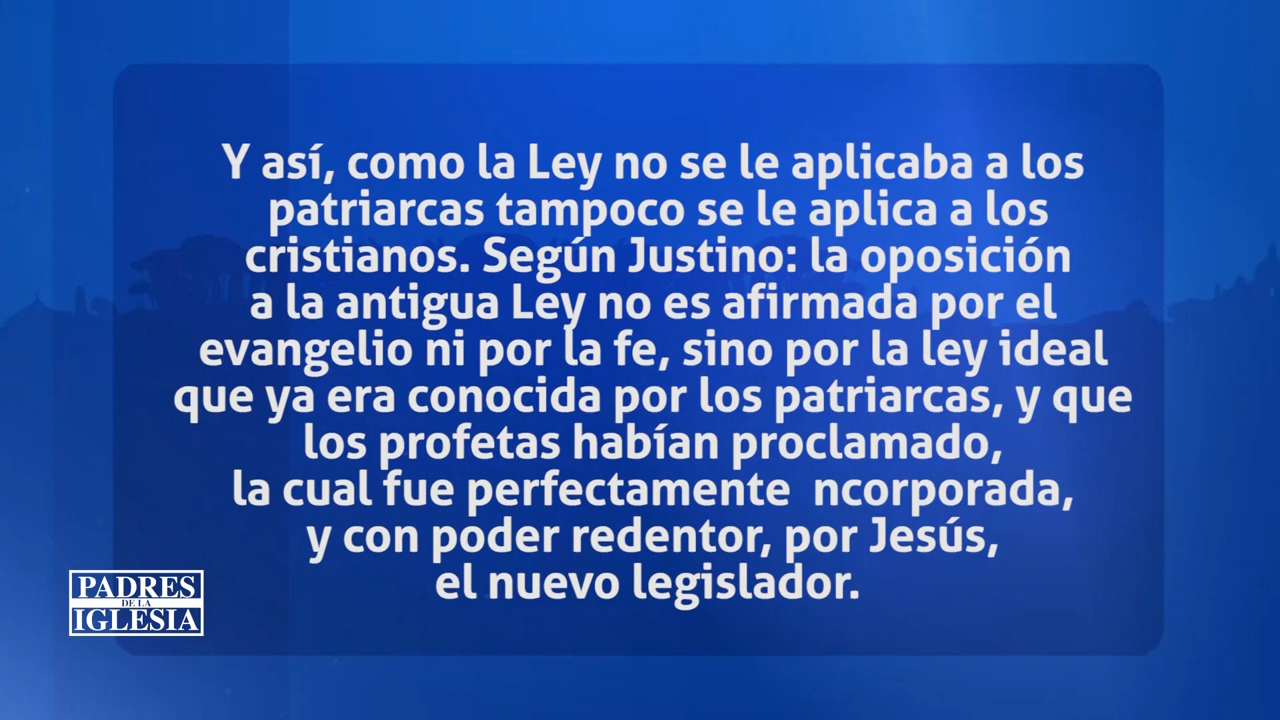 Y así, como la Ley no se le aplicaba a los
patriarcas tampoco se le aplica a los
cristianos. Según Justino: la oposición
a la antigua Ley no es afirmada por el
evangelio ni por la fe, sino por la ley ideal
que ya era conocida por los patriarcas, y que
los profetas habían proclamado,
la cual fue perfectamente  ncorporada,
y con poder redentor, por Jesús,
el nuevo legislador.
PADRES
DE LA
IGLESIA